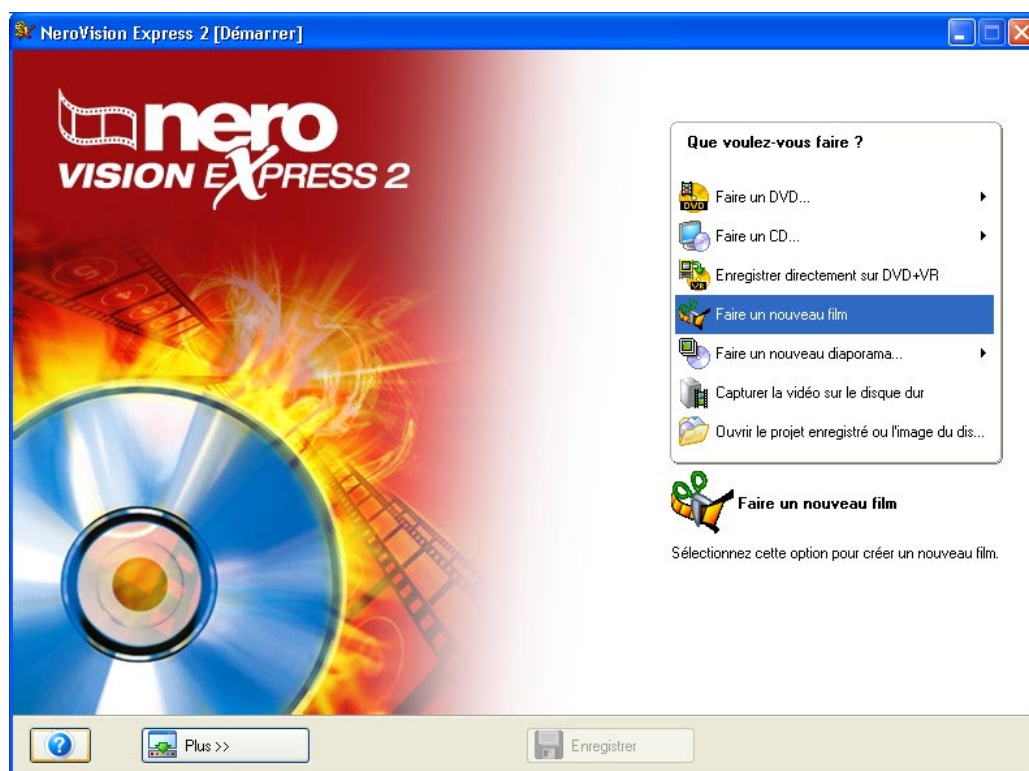 NeroVision Express 2 [Démarrer]
nero
VISION EXPRESS 2
Que voulez-vous faire ?
DVD
Faire un DVD...
Faire un CD...
VR
Enregistrer directement sur DVD+VR
Faire un nouveau film
Faire un nouveau diaporama...
Capturer la vidéo sur le disque dur
Ouvrir le projet enregistré ou l'image du dis...
Faire un nouveau film
Sélectionnez cette option pour créer un nouveau film.
Plus >>
Enregistrer